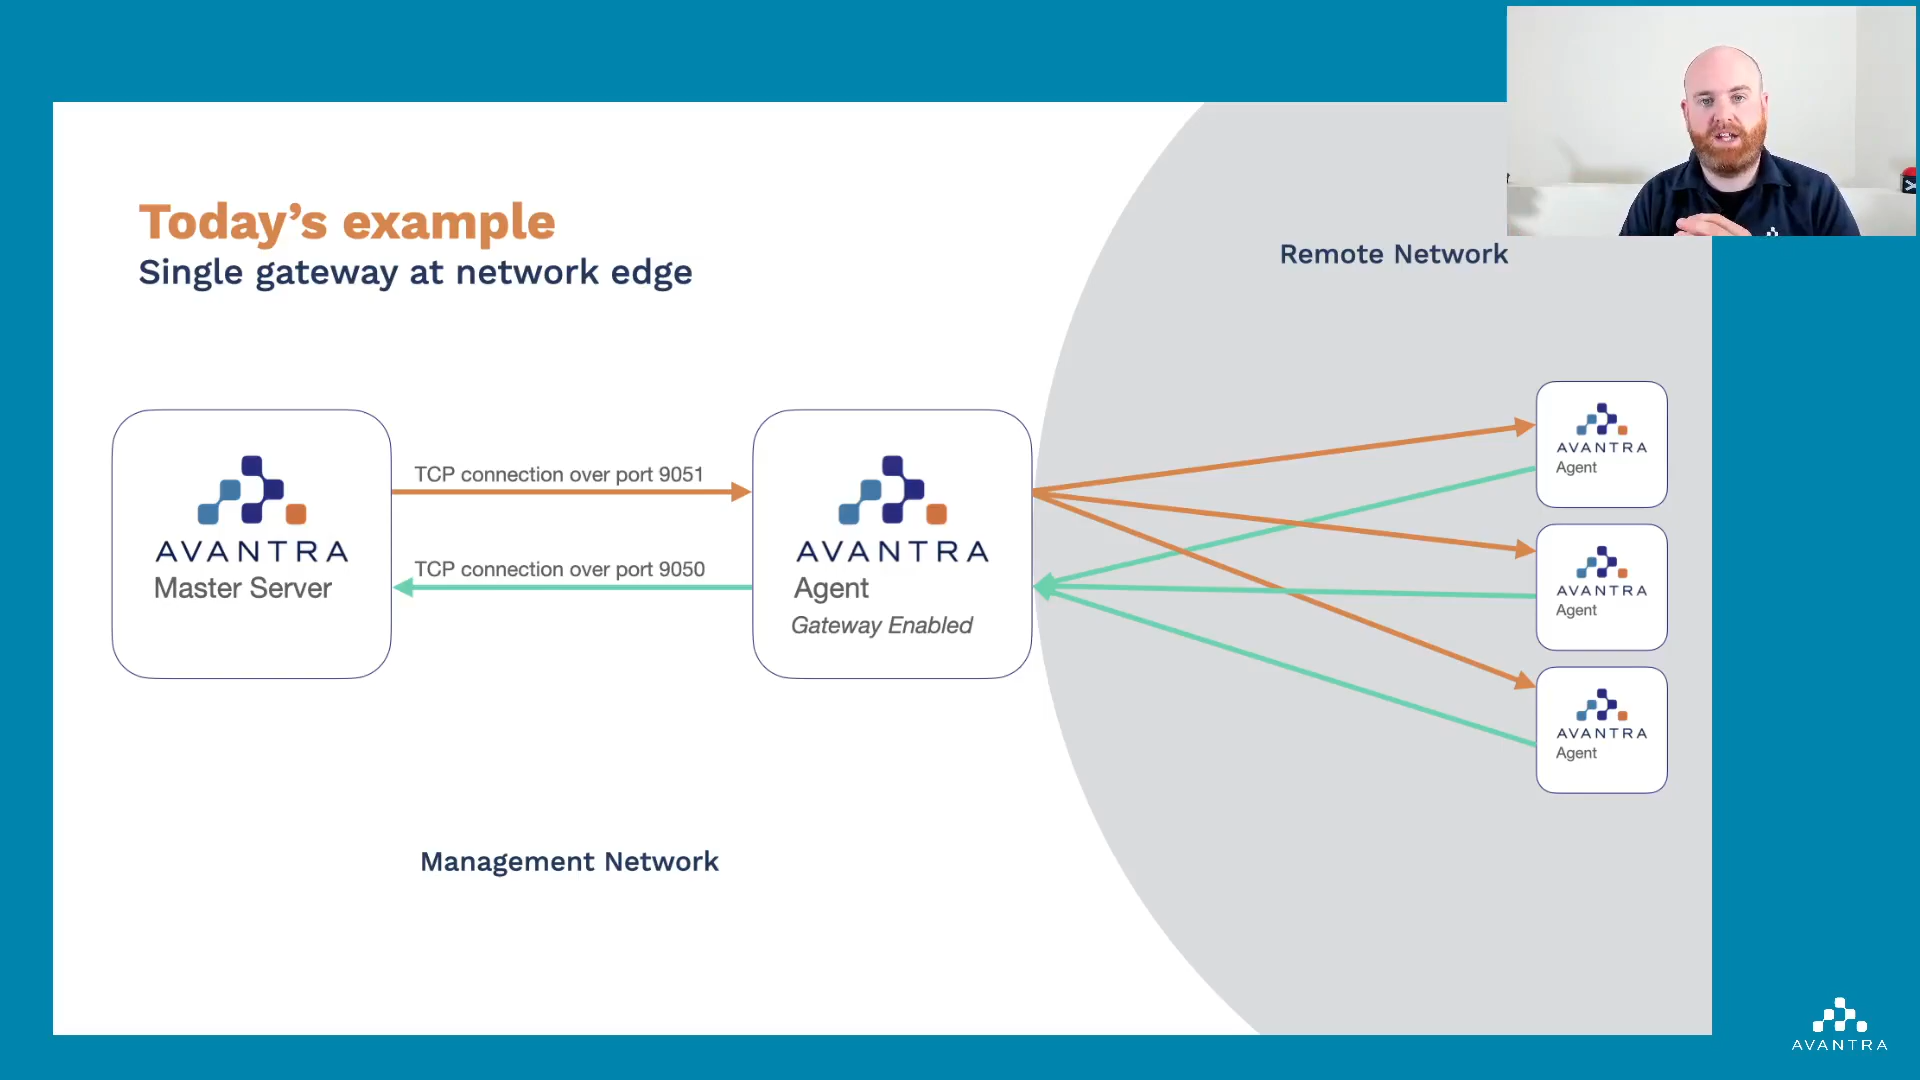 Today's example
Single gateway at network edge
Remote Network
TCP connection over port 9051
TCP connection over port 9050
AVANTRA
Master Server
AVANTRA
Agent
Gateway Enabled
AVANTRA
Agent
AVANTRA
Agent
AVANTRA
Agent
Management Network
AVANTRA